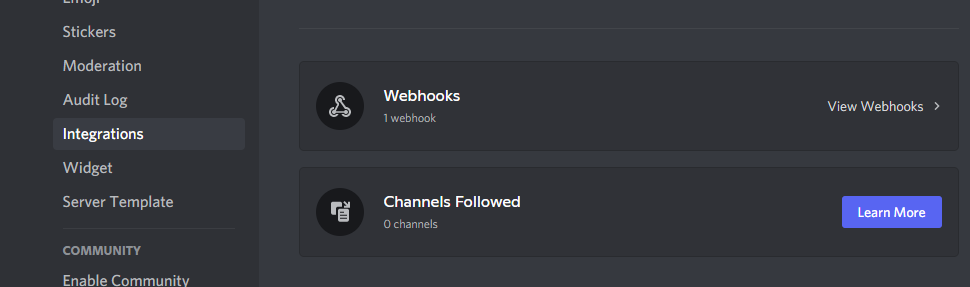 Emoji
Stickers
Moderation
Audit Log
Integrations
Widget
Server Template
COMMUNITY
Enable Community
Webhooks
1 webhook
View Webhooks
Channels Followed
0 channels
Learn More